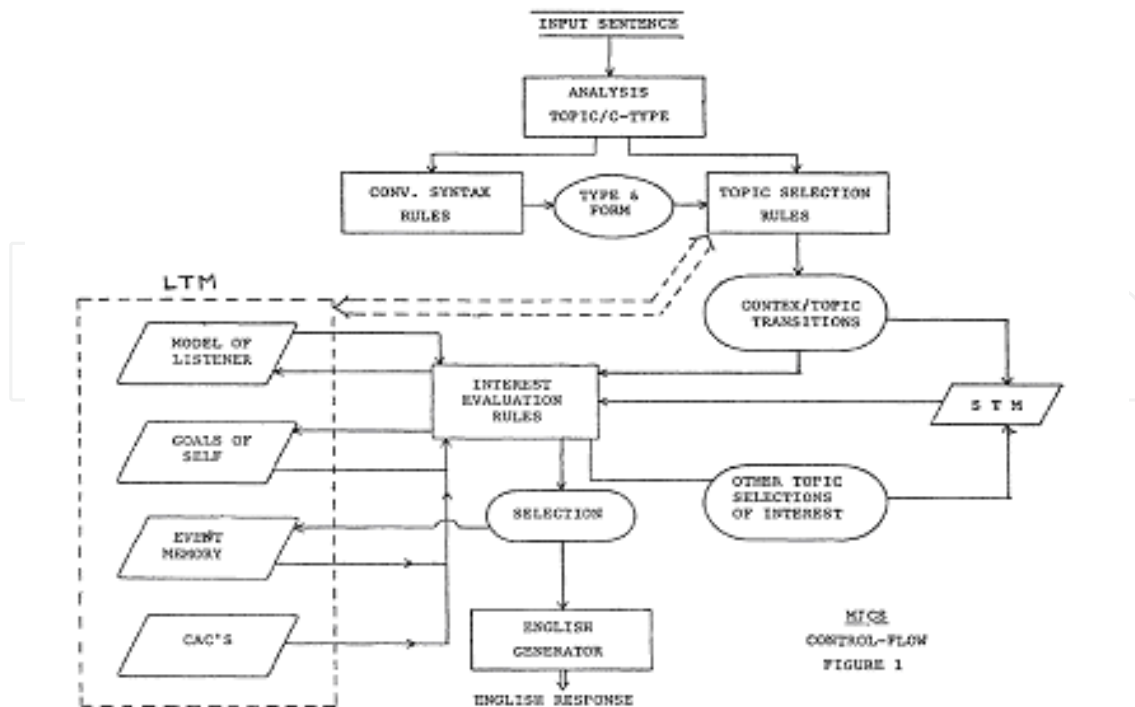 INPUT SENTENCE
ANALYSIS
TOPIC/C-TYPE
CONV. SYNTAX
RULES
TYPE &
FORM
TOPIC SELECTION
RULES
LTM
CONTEX/TOPIC
TRANSITIONS
MODEL OF
LISTENER
INTEREST
EVALUATION
RULES
S T M
GOALS OF
SELF
OTHER TOPIC
SELECTIONS
OF INTEREST
SELECTION
EVENT
MEMORY
CAC'S
ENGLISH
GENERATOR
ENGLISH RESPONSE
MICS
CONTROL-FLOW
FIGURE 1